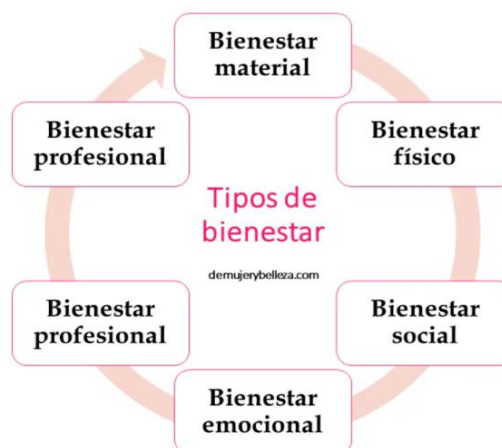 Bienestar
material
Bienestar
físico
Bienestar
social
Bienestar
emocional
Bienestar
profesional
Bienestar
profesional
Tipos de
bienestar
demujerybelleza.com